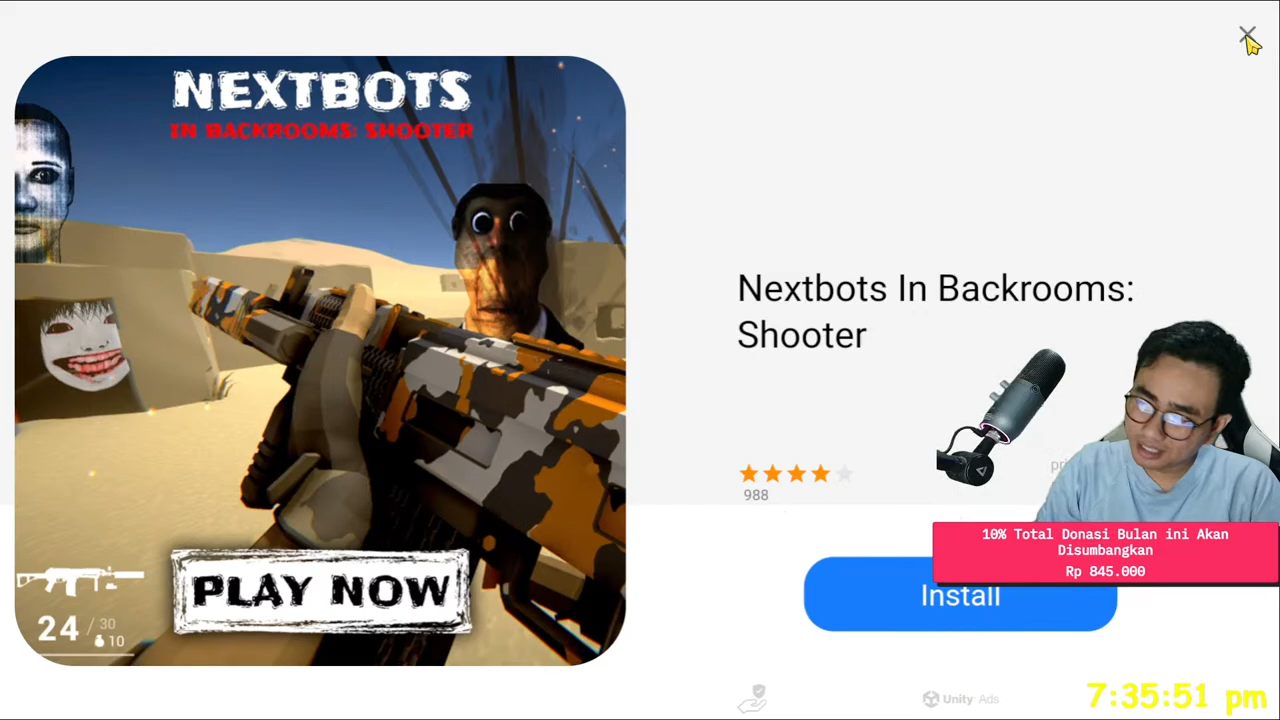 NEXTBOTS
IN BACKROOMS: SHOOTER
PLAY NOW
24 / 30
10
Nextbots In Backrooms:
Shooter
988
10% Total Donasi Bulan ini Akan
Disumbangkan
Rp 845.000
Install
Unity Ads
7:35:51 pm